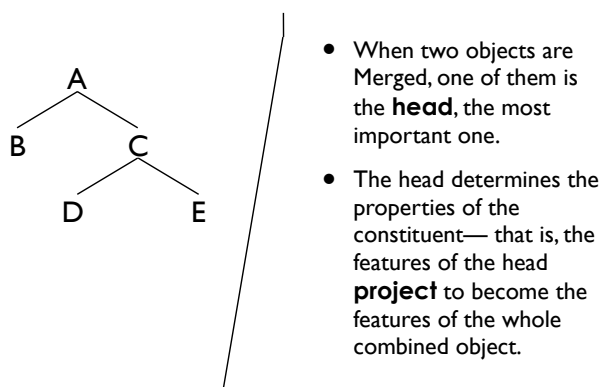 A
B C
D E
• When two objects are
Merged, one of them is
the head, the most
important one.
• The head determines the
properties of the
constituent— that is, the
features of the head
project to become the
features of the whole
combined object.